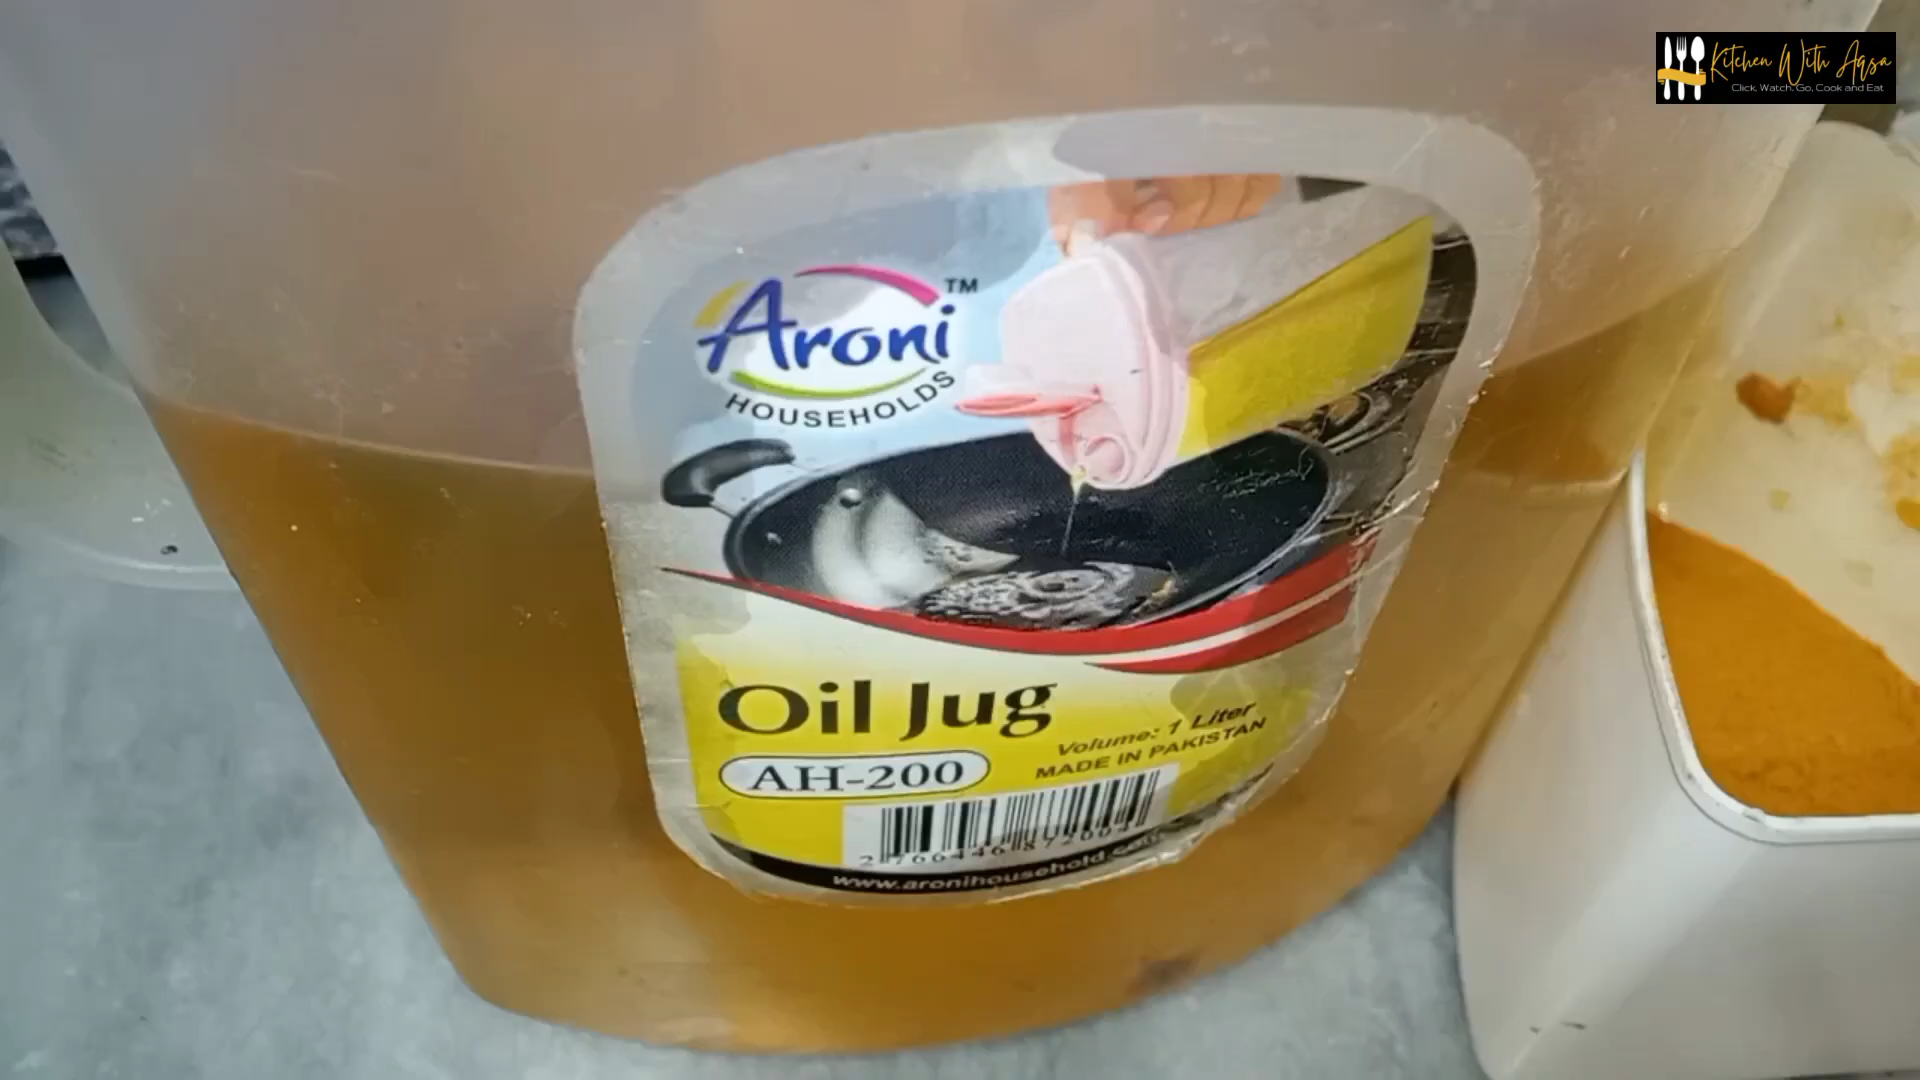 Kitchen With Aqsa
Click, Watch, Go, Cook and Eat
Aroni™
HOUSEHOLDS
Oil Jug
Volume: 1 Liter
AH-200
MADE IN PAKISTAN
www.aronihousehold.com